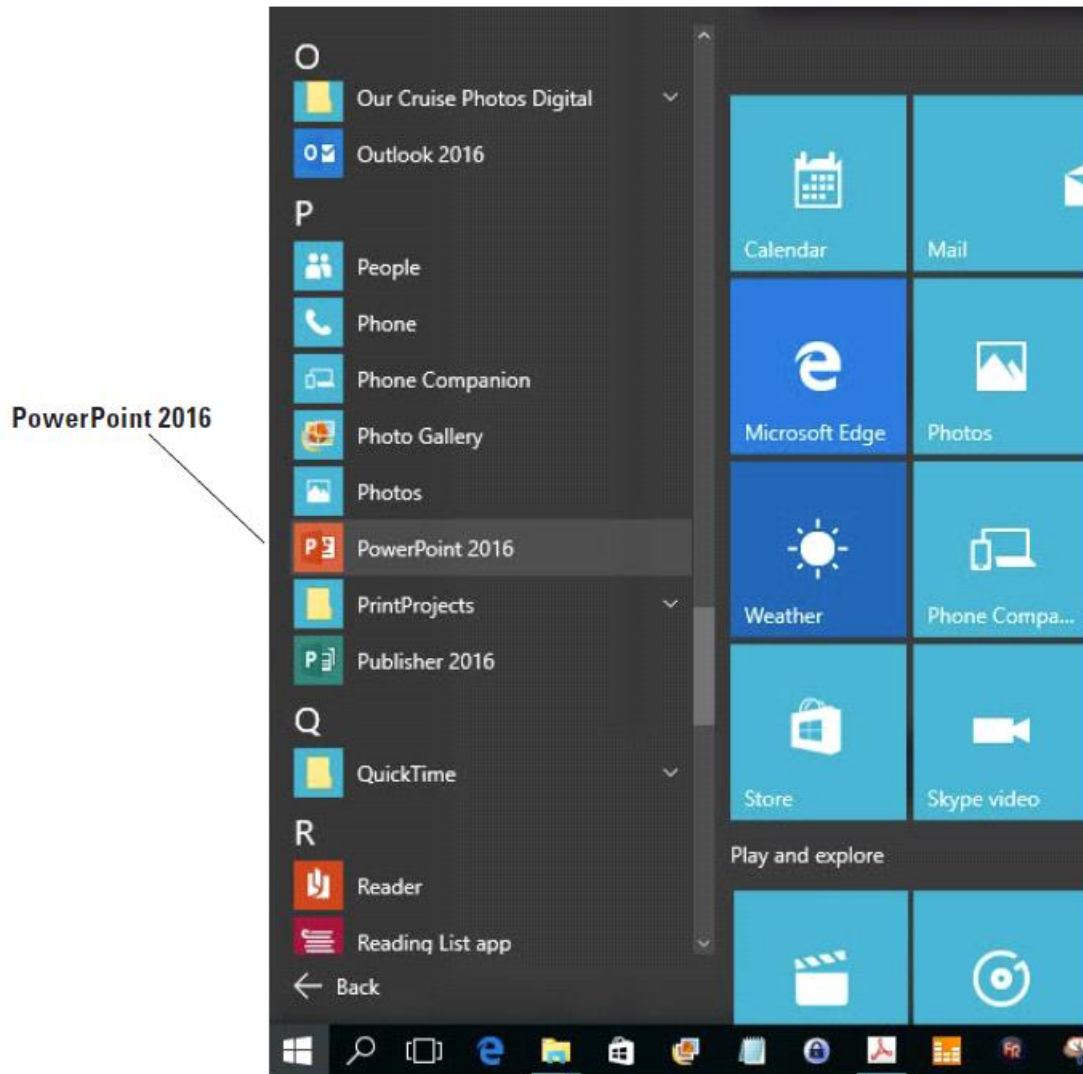 PowerPoint 2016
O
Our Cruise Photos Digital
Outlook 2016
P
People
Phone
Phone Companion
Photo Gallery
Photos
PowerPoint 2016
PrintProjects
Publisher 2016
Q
QuickTime
R
Reader
Reading List app
Back
Calendar
Mail
Microsoft Edge
Photos
Weather
Phone Compa...
Store
Skype video
Play and explore